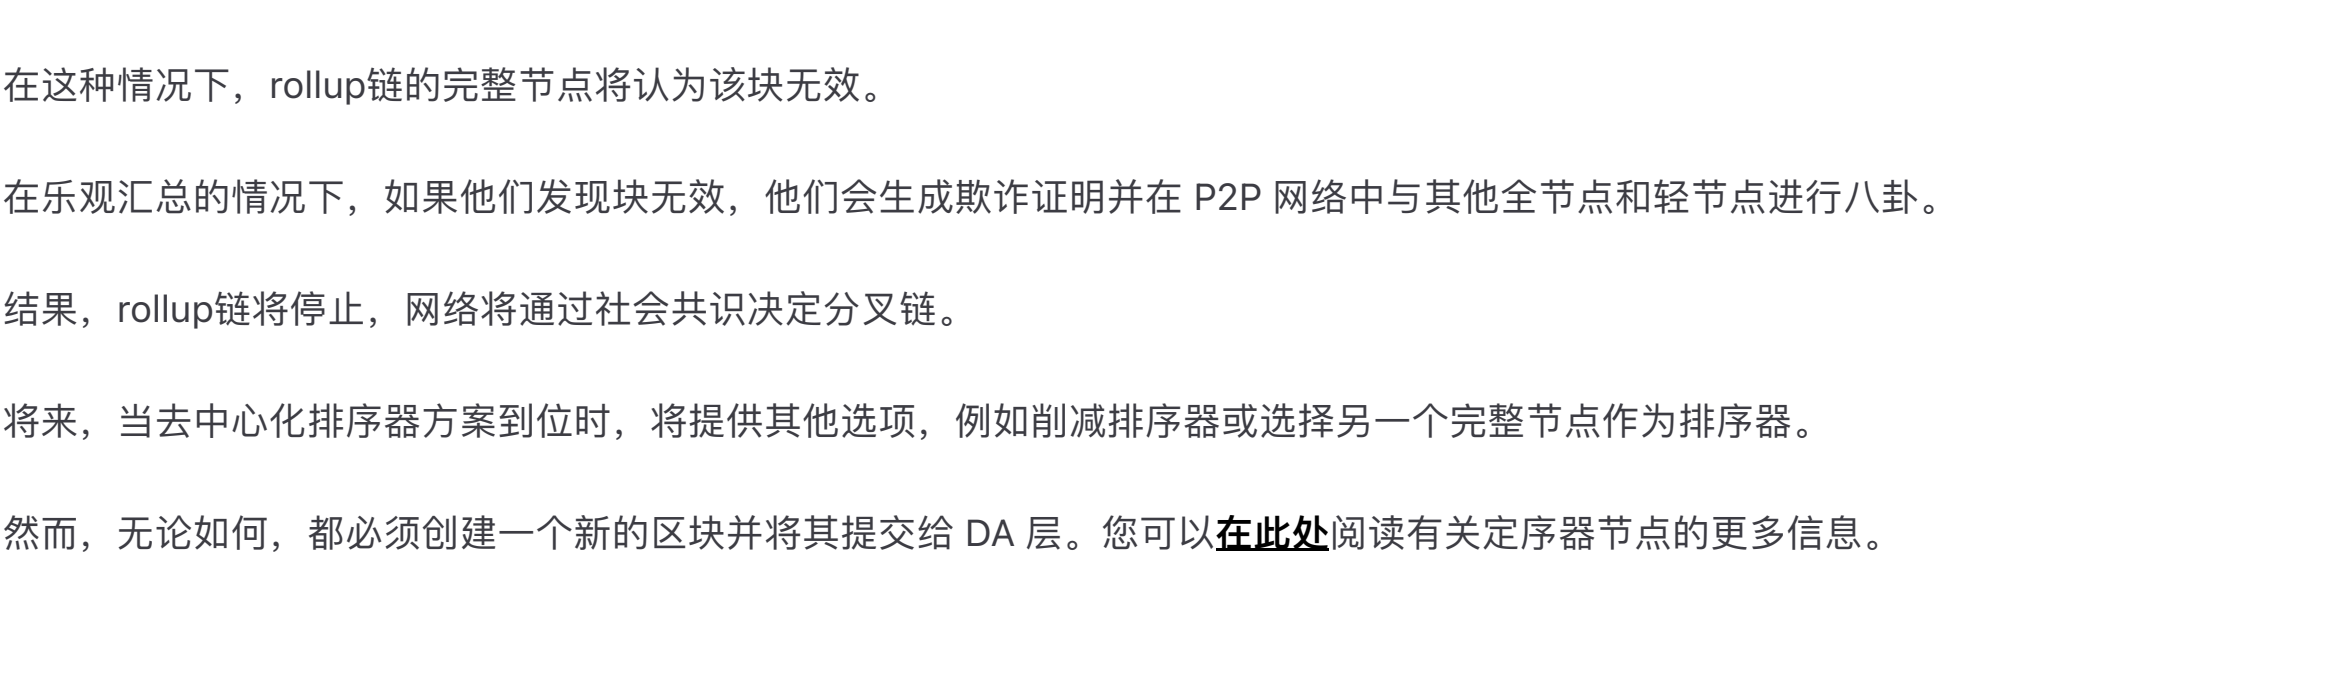 在这种情况下，rollup链的完整节点将认为该块无效。
在乐观汇总的情况下，如果他们发现块无效，他们会生成欺诈证明并在 P2P 网络中与其他全节点和轻节点进行八卦。
结果，rollup链将停止，网络将通过社会共识决定分叉链。
将来，当去中心化排序器方案到位时，将提供其他选项，例如削减排序器或选择另一个完整节点作为排序器。
然而，无论如何，都必须创建一个新的区块并将其提交给 DA 层。您可以在此处阅读有关定序器节点的更多信息。